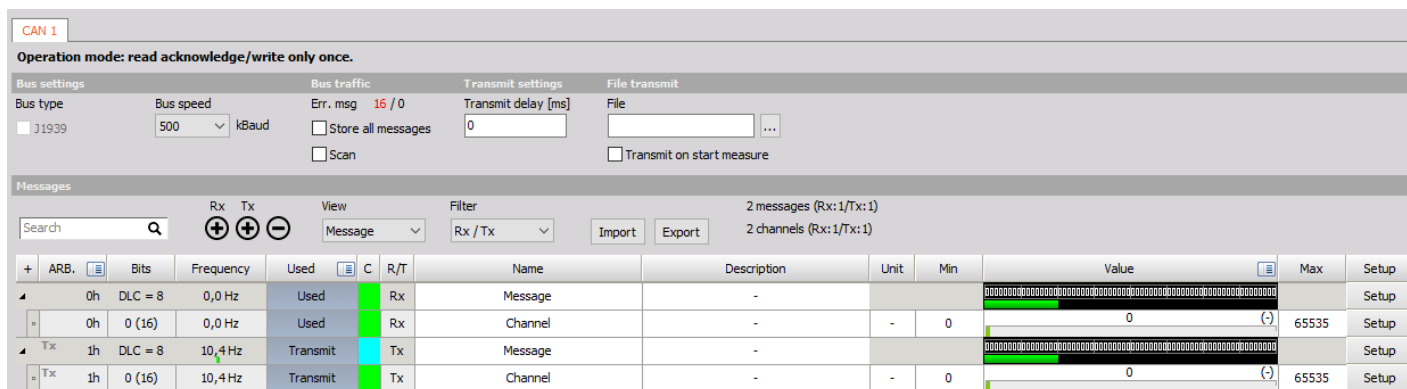 CAN 1
Operation mode: read acknowledge/write only once.
Bus settings Bus traffic Transmit settings File transmit
Bus type Bus speed Err. msg 16 / 0 Transmit delay [ms] File
J1939 500 kBaud Store all messages 0 ...
Scan Transmit on start measure
Messages
Rx Tx View Filter 2 messages (Rx:1/Tx:1)
Search Message Rx / Tx Import Export 2 channels (Rx:1/Tx:1)
+ ARB. Bits Frequency Used C R/T Name Description Unit Min Value Max Setup
0h DLC = 8 0,0 Hz Used Rx Message - Setup
0h 0 (16) 0,0 Hz Used Rx Channel - - 0 0 (-) 65535 Setup
Tx 1h DLC = 8 10,4 Hz Transmit Tx Message - Setup
Tx 1h 0 (16) 10,4 Hz Transmit Tx Channel - - 0 0 (-) 65535 Setup